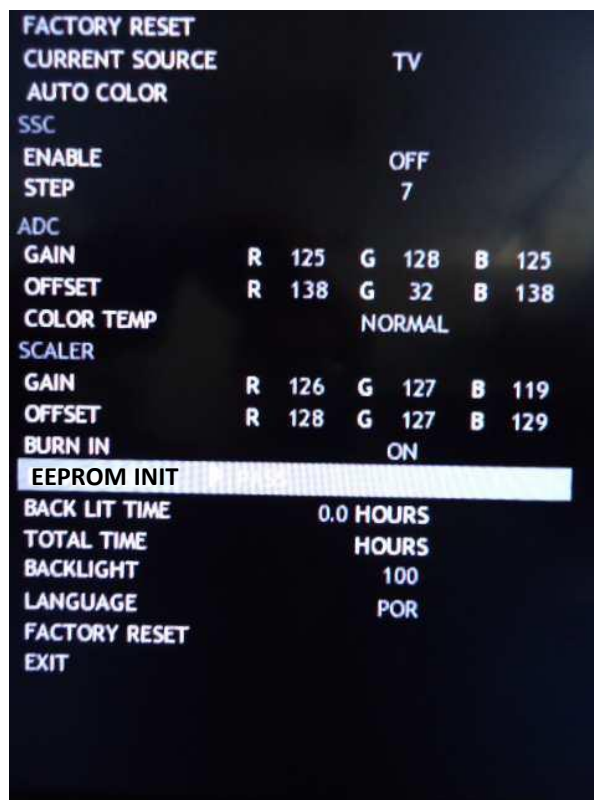 FACTORY RESET
CURRENT SOURCE TV
AUTO COLOR
SSC
ENABLE OFF
STEP 7
ADC
GAIN R 125 G 128 B 125
OFFSET R 138 G 32 B 138
COLOR TEMP NORMAL
SCALER
GAIN R 126 G 127 B 119
OFFSET R 128 G 127 B 129
BURN IN ON
EEPROM INIT
BACK LIT TIME 0.0 HOURS
TOTAL TIME HOURS
BACKLIGHT 100
LANGUAGE POR
FACTORY RESET
EXIT